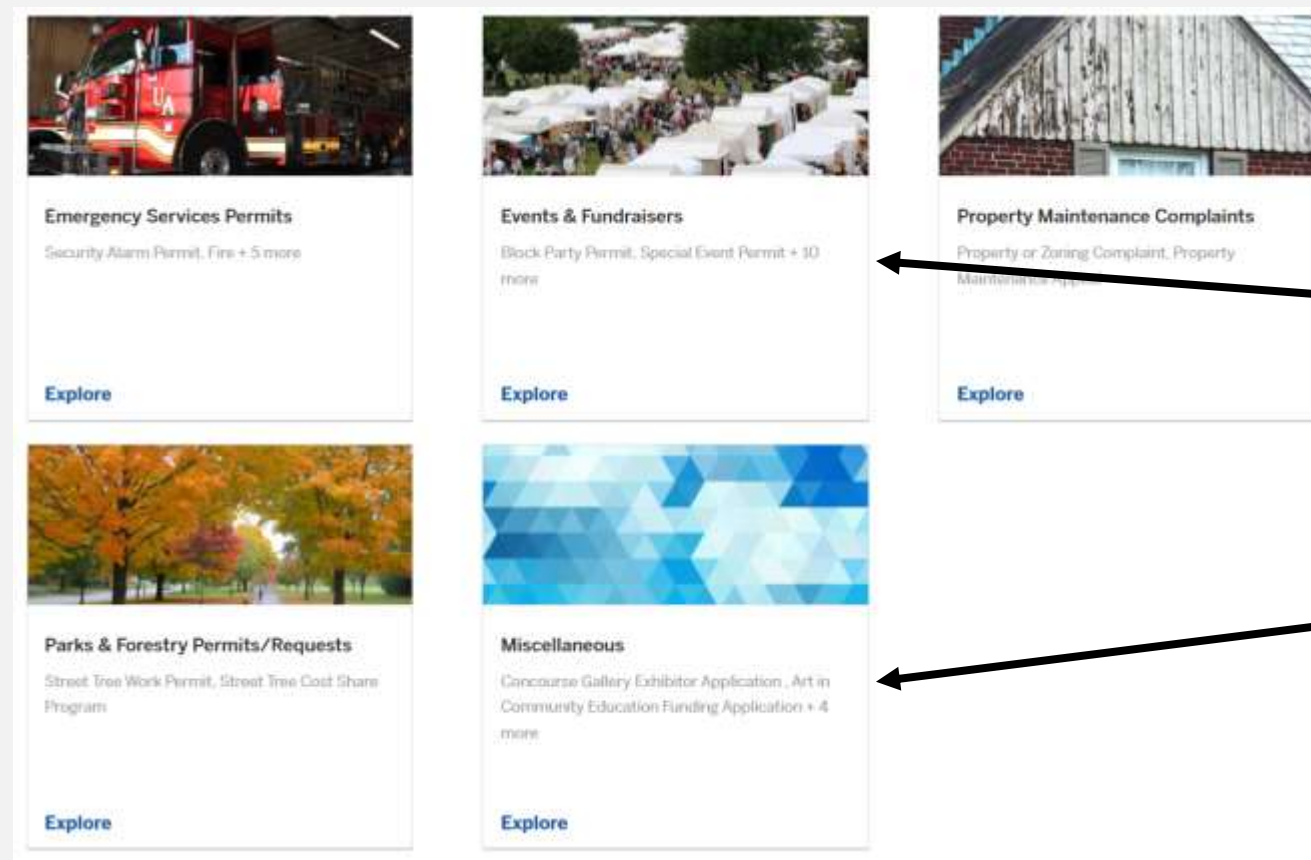 UA
Emergency Services Permits
Security Alarm Permit, Fire + 5 more
Explore
Events & Fundraisers
Block Party Permit, Special Event Permit + 10
more
Explore
Property Maintenance Complaints
Property or Zoning Complaint, Property
Maintenance
Explore
Parks & Forestry Permits/Requests
Street Tree Work Permit, Street Tree Cost Share
Program
Explore
Miscellaneous
Concourse Gallery Exhibitor Application , Art in
Community Education Funding Application + 4
more
Explore